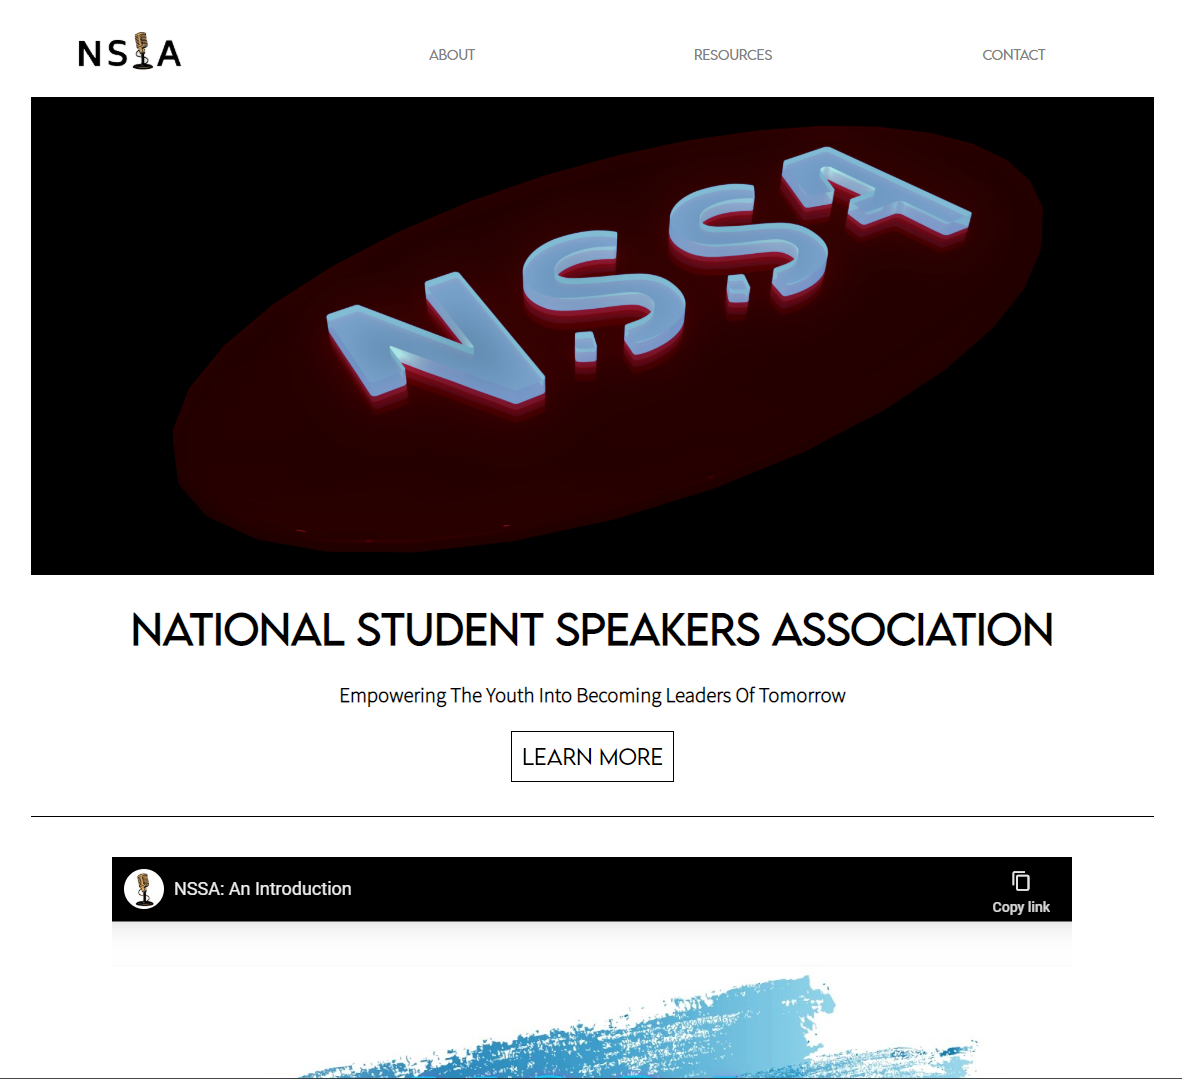 NS A
ABOUT
RESOURCES
CONTACT
NSSA
NATIONAL STUDENT SPEAKERS ASSOCIATION
Empowering The Youth Into Becoming Leaders Of Tomorrow
LEARN MORE
NSSA: An Introduction
Copy link